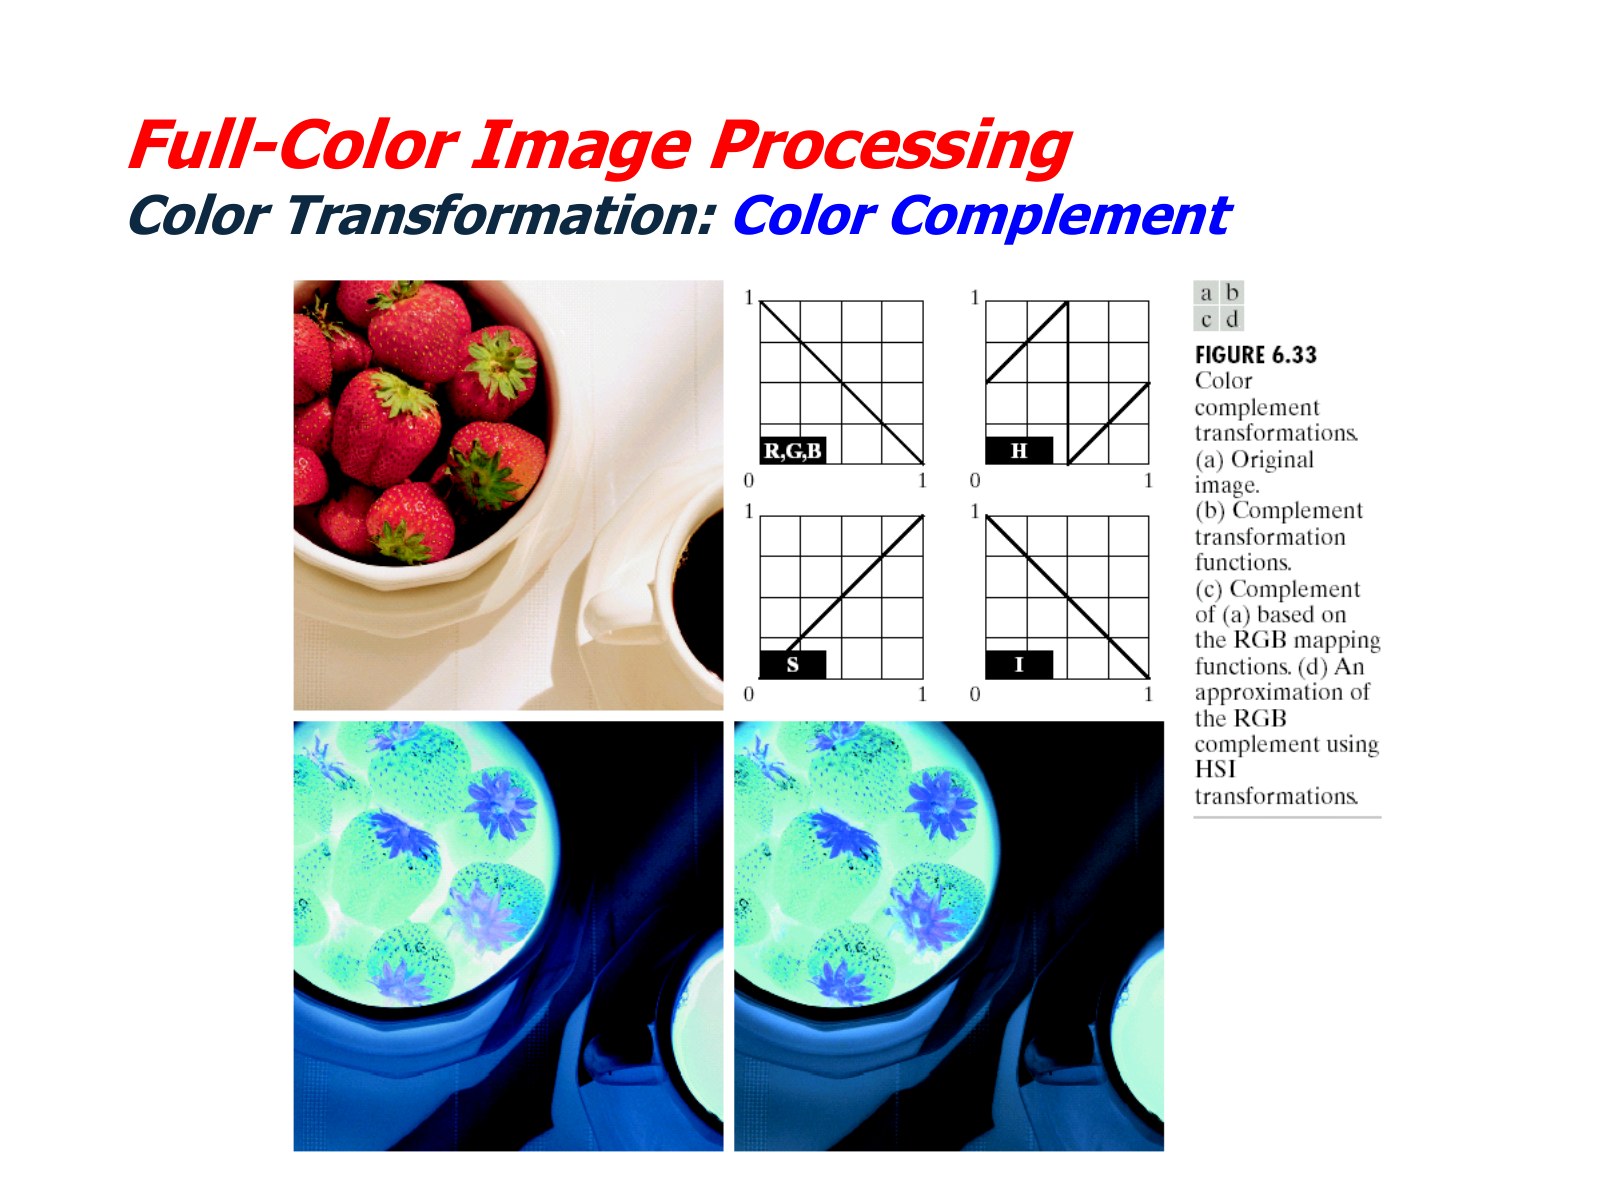 Full-Color Image Processing
Color Transformation: Color Complement
1
R,G,B
0
1
1
H
0
1
1
S
0
1
1
I
0
1
a b
c d
FIGURE 6.33
Color
complement
transformations.
(a) Original
image.
(b) Complement
transformation
functions.
(c) Complement
of (a) based on
the RGB mapping
functions. (d) An
approximation of
the RGB
complement using
HSI
transformations.